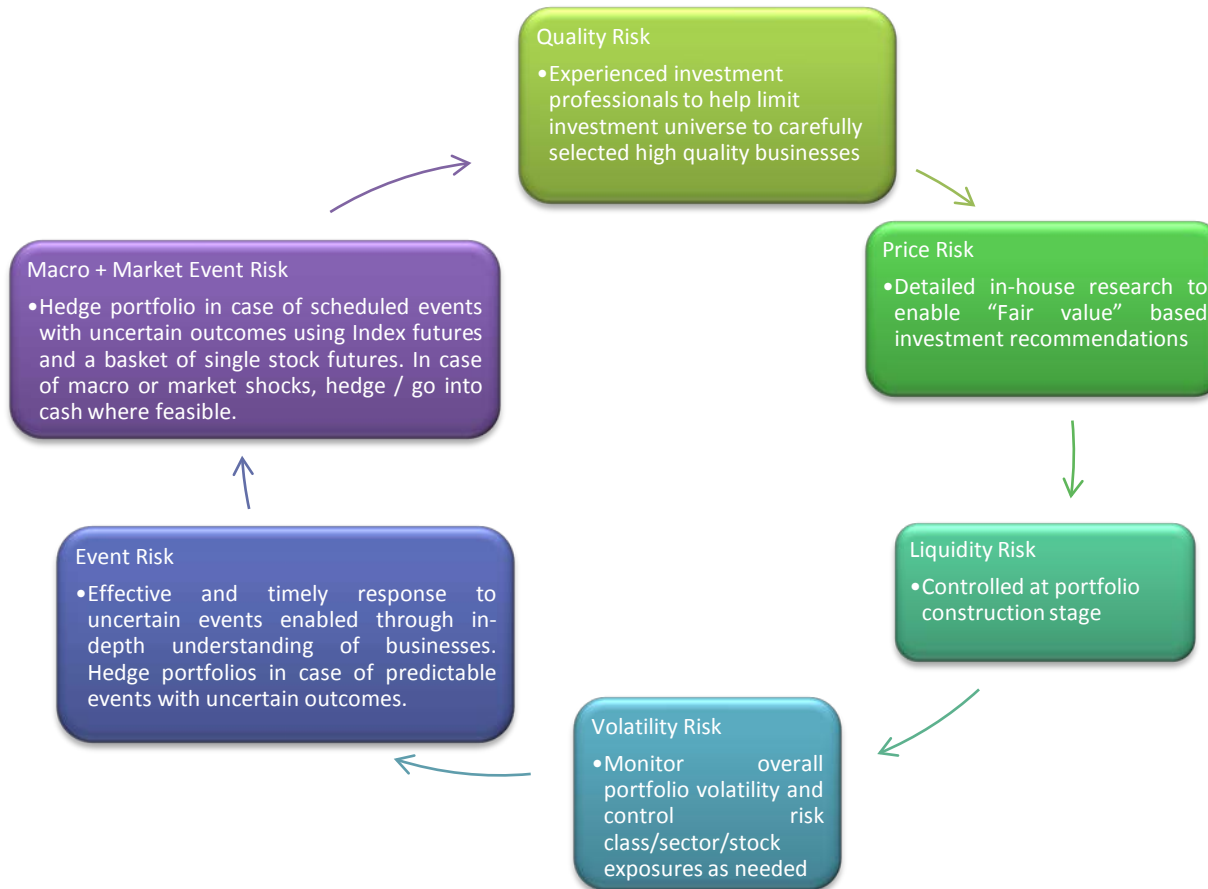 Quality Risk
•Experienced investment
professionals to help limit
investment universe to carefully
selected high quality businesses
Price Risk
•Detailed in-house research to
enable “Fair value” based
investment recommendations
Liquidity Risk
•Controlled at portfolio
construction stage
Volatility Risk
•Monitor overall
portfolio volatility and
control risk
class/sector/stock
exposures as needed
Event Risk
•Effective and timely response to
uncertain events enabled through in-
depth understanding of businesses.
Hedge portfolios in case of predictable
events with uncertain outcomes.
Macro + Market Event Risk
•Hedge portfolio in case of scheduled events
with uncertain outcomes using Index futures
and a basket of single stock futures. In case
of macro or market shocks, hedge / go into
cash where feasible.